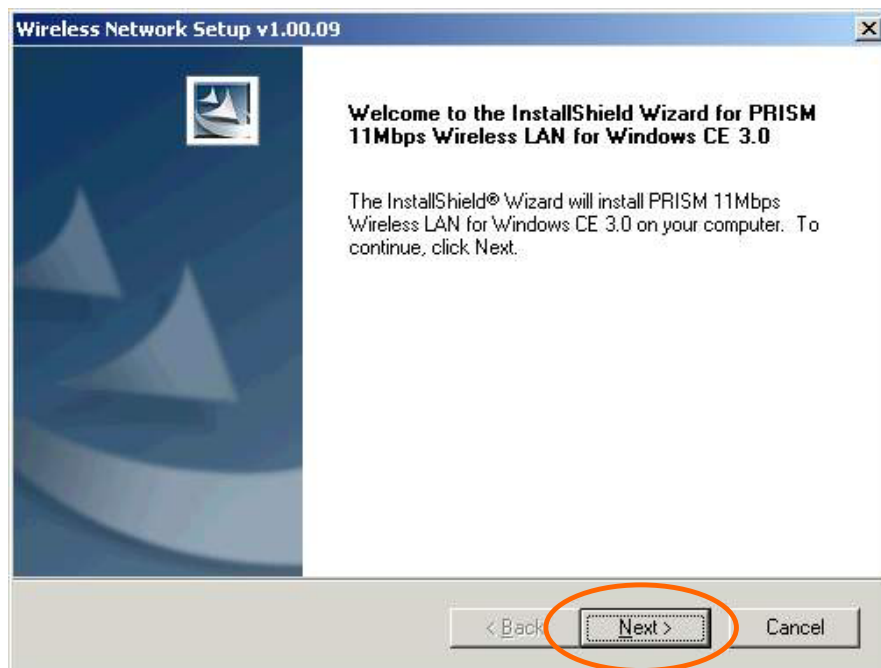 Wireless Network Setup v1.00.09
Welcome to the InstallShield Wizard for PRISM
11Mbps Wireless LAN for Windows CE 3.0
The InstallShield® Wizard will install PRISM 11Mbps
Wireless LAN for Windows CE 3.0 on your computer. To
continue, click Next.
< Back
Next >
Cancel